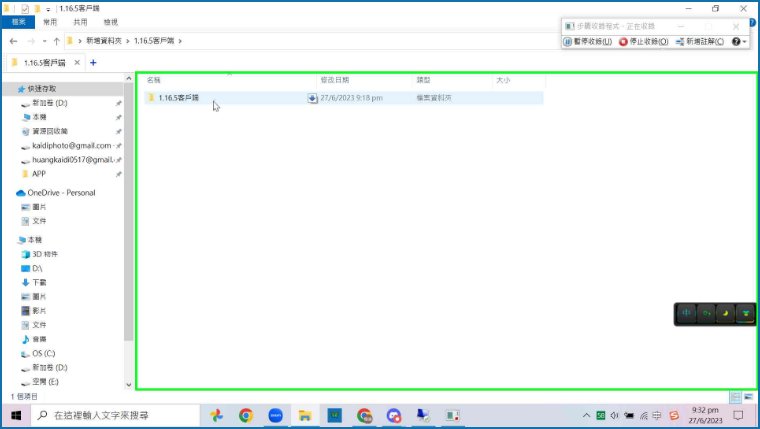 1.16.5客戶端
檔案 常用 共用 檢視
步驟收錄程式 - 正在收錄
暫停收錄(U) 停止收錄(O) 新增註解(C)
新增資料夾 › 1.16.5客戶端 ›
1.16.5客戶端
名稱 修改日期 類型 大小
1.16.5客戶端 27/6/2023 9:18 pm 檔案資料夾
快速存取
新加卷 (D:)
本機
資源回收筒
kaidiphoto@gmail.com -
huangkaidi0517@gmail.
APP
OneDrive - Personal
圖片
文件
本機
3D 物件
D:\
下載
圖片
影片
文件
音樂
OS (C:)
新加卷 (D:)
空閒 (E:)
中
1 個項目
在這裡輸入文字來搜尋
中
9:32 pm
27/6/2023